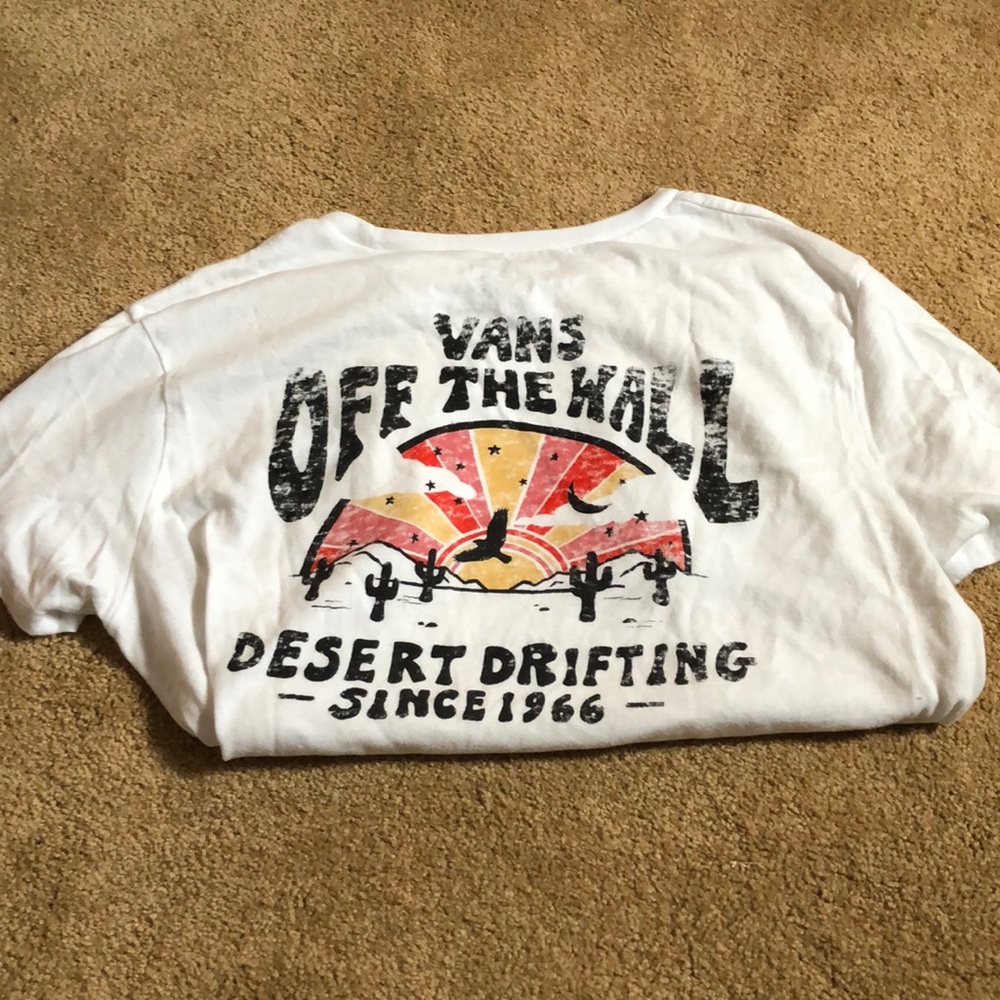 VANS
OFF THE WALL
DESERT DRIFTING
— SINCE 1966 —